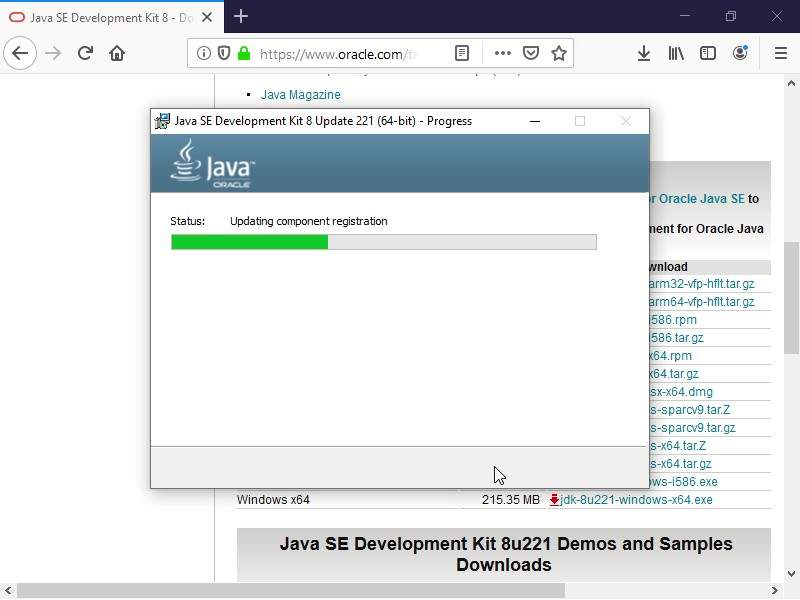 Java SE Development Kit 8 - Do
https://www.oracle.com/te
Java Magazine
Java SE Development Kit 8 Update 221 (64-bit) - Progress
Java
ORACLE
Status: Updating component registration
r Oracle Java SE to
ment for Oracle Java
wnload
arm32-vfp-hflt.tar.gz
arm64-vfp-hflt.tar.gz
i586.rpm
i586.tar.gz
x64.rpm
x64.tar.gz
sx-x64.dmg
s-sparcv9.tar.Z
s-sparcv9.tar.gz
s-x64.tar.Z
s-x64.tar.gz
ows-i586.exe
Windows x64 215.35 MB jdk-8u221-windows-x64.exe
Java SE Development Kit 8u221 Demos and Samples
Downloads